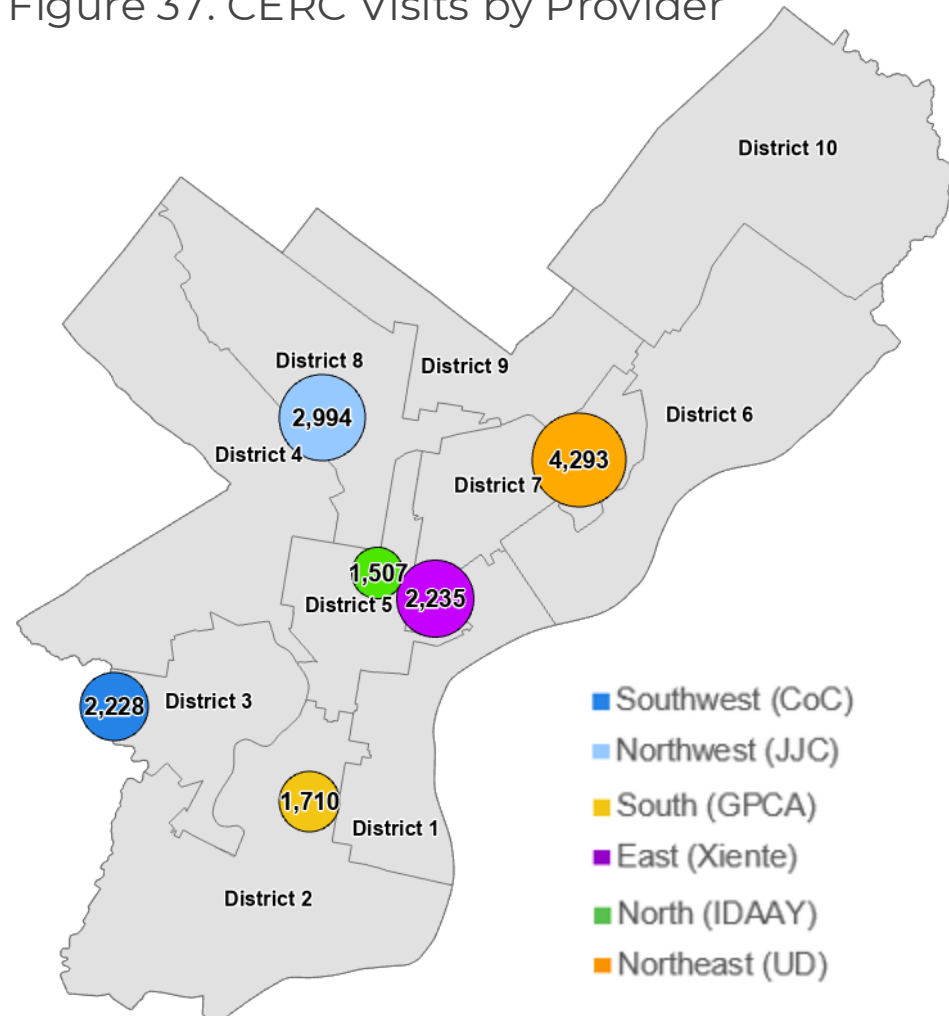 Figure 37. CERC Visits by Provider
District 10
District 8
District 9
2,994
District 6
District 4
4,293
District 7
1,507
2,235
District 5
District 3
2,228
1,710
District 1
District 2
Southwest (CoC)
Northwest (JJC)
South (GPCA)
East (Xiente)
North (IDAAY)
Northeast (UD)